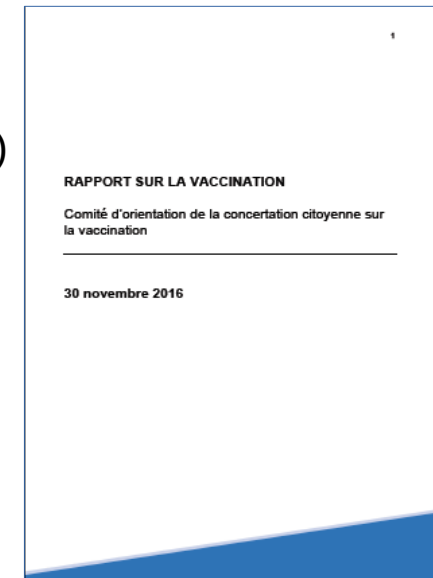 1
)
RAPPORT SUR LA VACCINATION
Comité d'orientation de la concertation citoyenne sur
la vaccination
30 novembre 2016